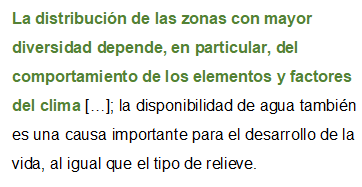 La distribución de las zonas con mayor
diversidad depende, en particular, del
comportamiento de los elementos y factores
del clima […]; la disponibilidad de agua también
es una causa importante para el desarrollo de la
vida, al igual que el tipo de relieve.